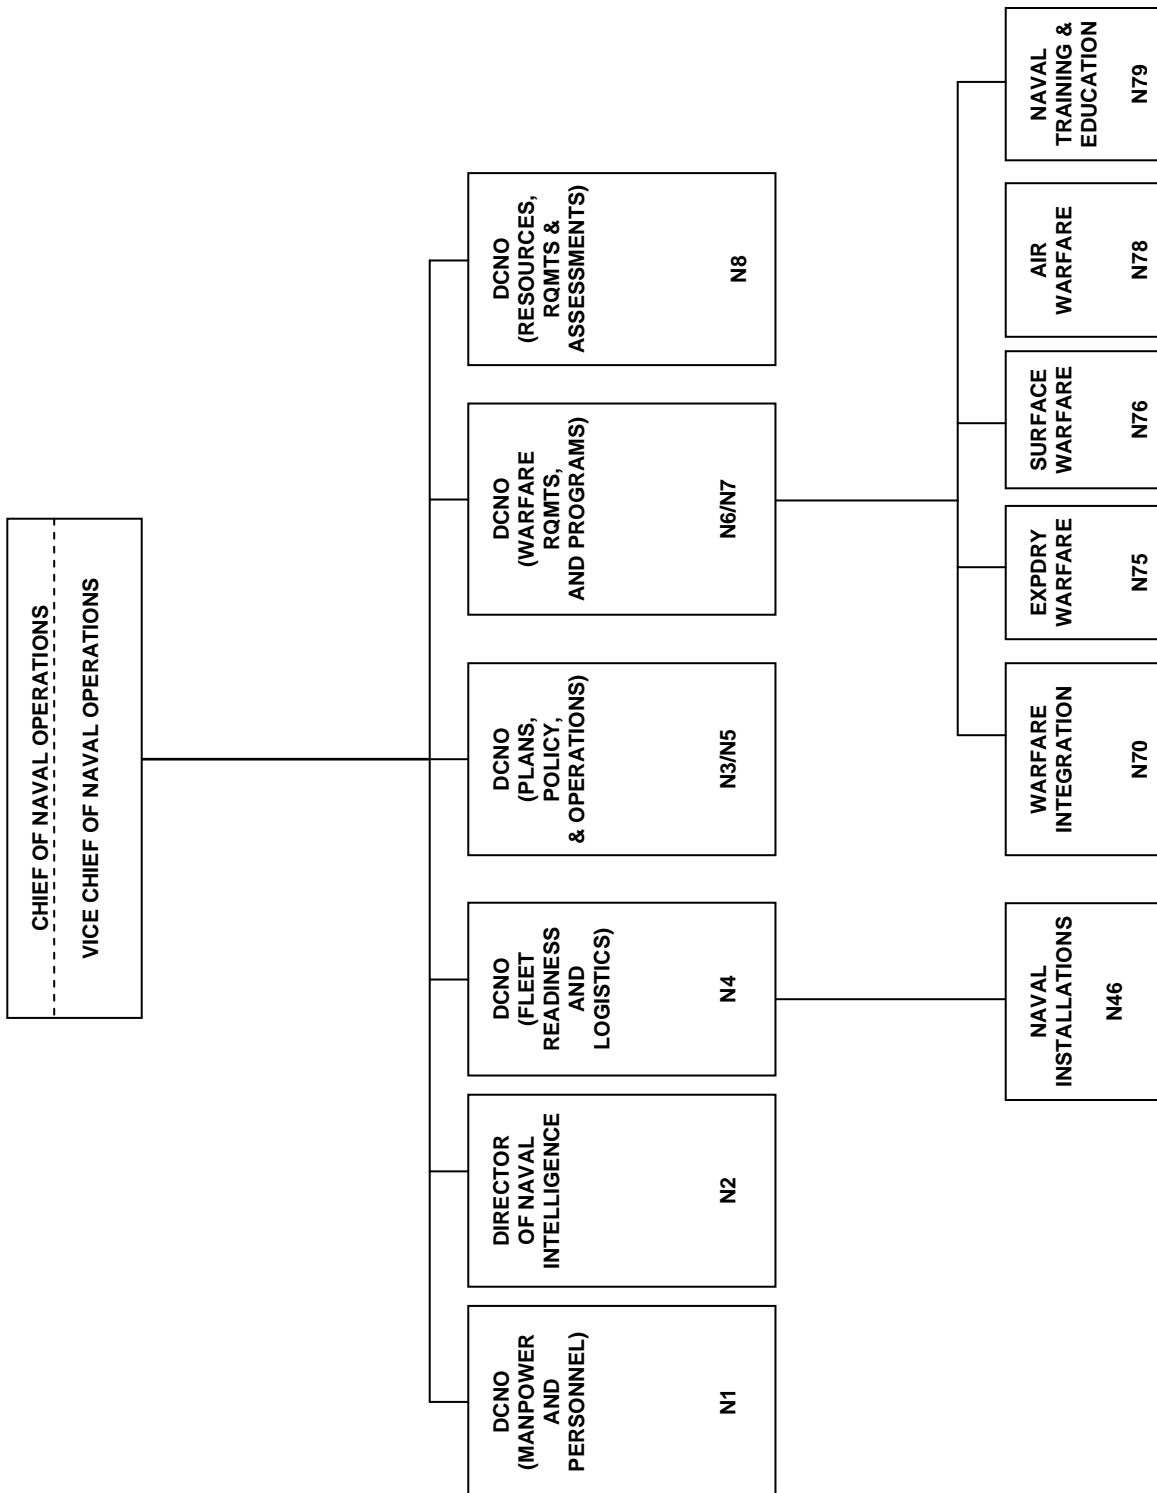 CHIEF OF NAVAL OPERATIONS
VICE CHIEF OF NAVAL OPERATIONS
DCNO
(MANPOWER
AND
PERSONNEL)
N1
DIRECTOR
OF NAVAL
INTELLIGENCE
N2
DCNO
(FLEET
READINESS
AND
LOGISTICS)
N4
DCNO
(PLANS,
POLICY,
& OPERATIONS)
N3/N5
DCNO
(WARFARE
RQMTS,
AND PROGRAMS)
N6/N7
DCNO
(RESOURCES,
RQMTS &
ASSESSMENTS)
N8
NAVAL
INSTALLATIONS
N46
WARFARE
INTEGRATION
N70
EXPDRY
WARFARE
N75
SURFACE
WARFARE
N76
AIR
WARFARE
N78
NAVAL
TRAINING &
EDUCATION
N79